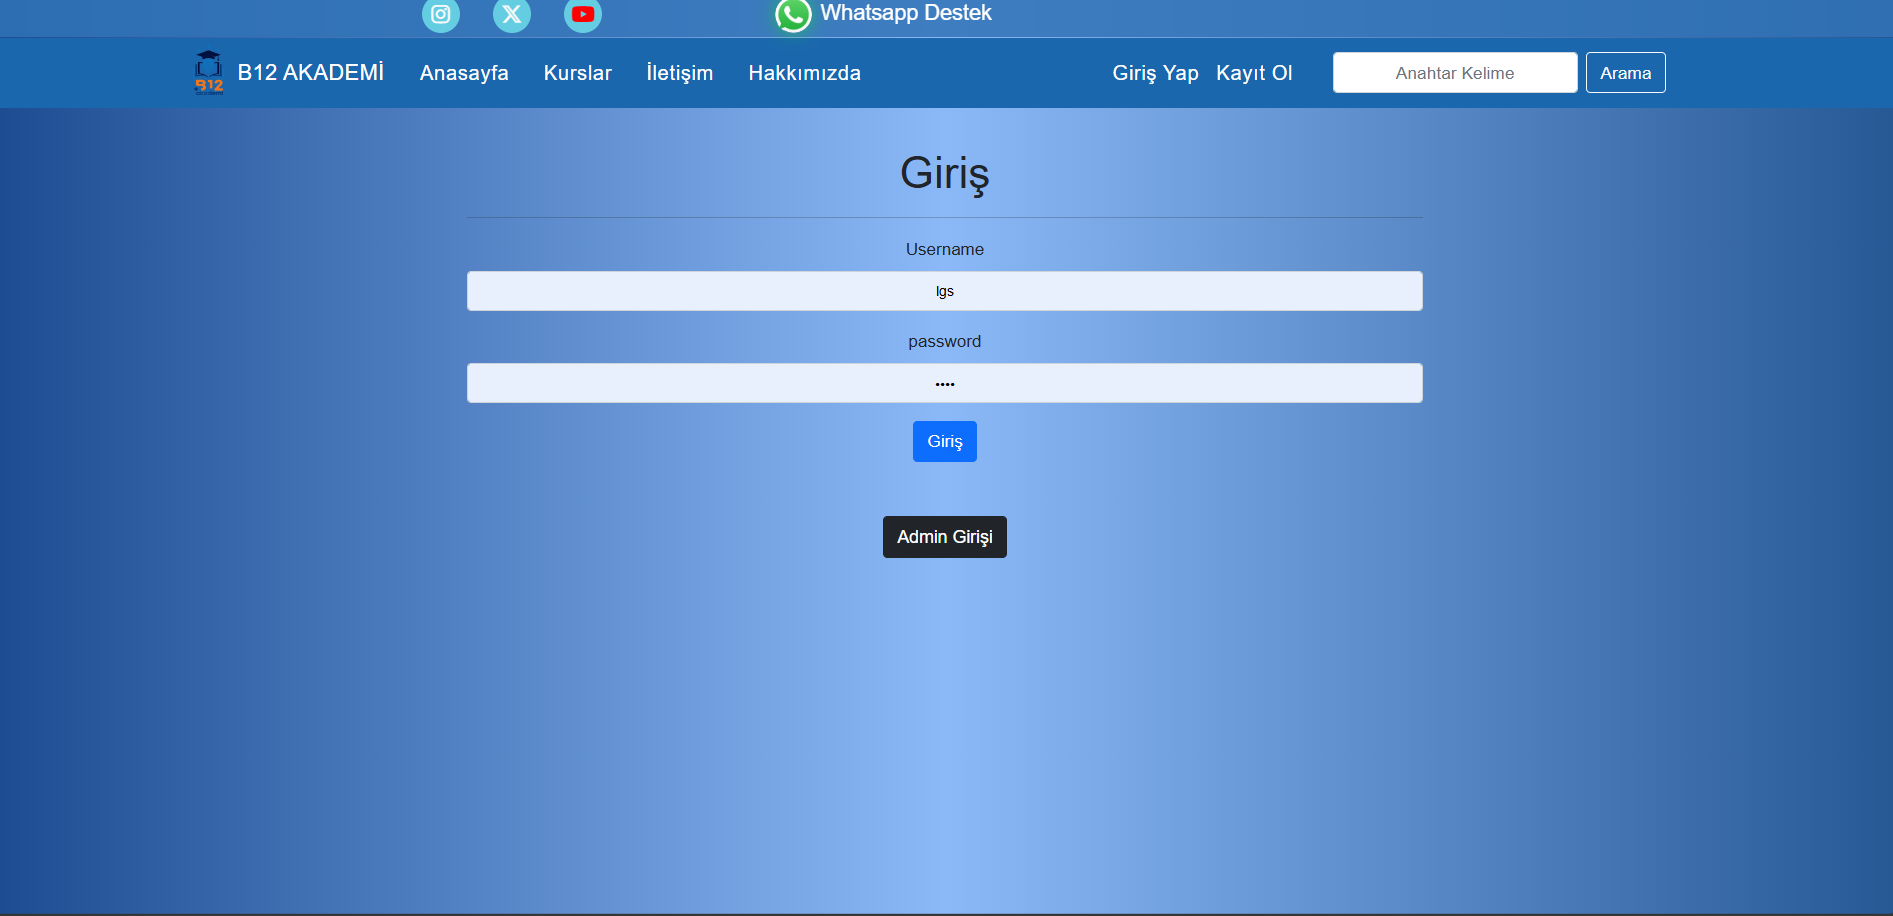 Whatsapp Destek
B12
B12 AKADEMİ Anasayfa Kurslar İletişim Hakkımızda Giriş Yap Kayıt Ol Anahtar Kelime Arama
Giriş
Username
lgs
password
••••
Giriş
Admin Girişi